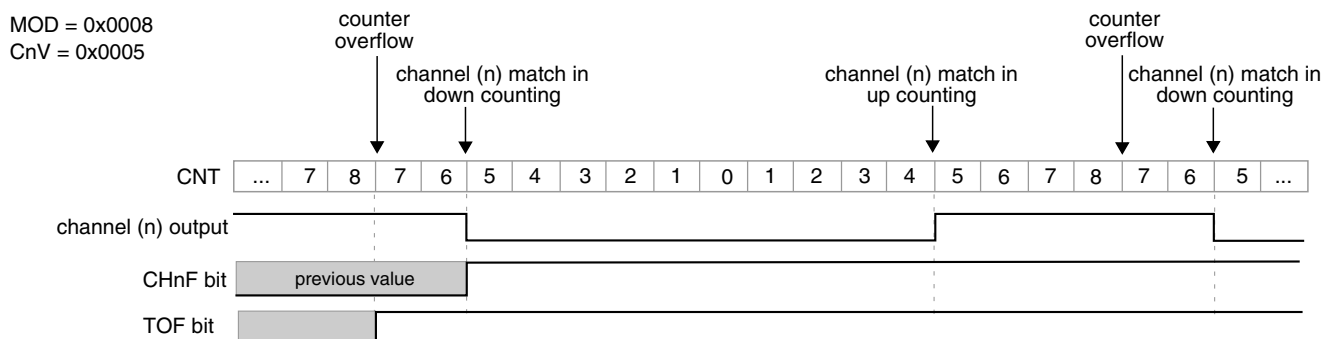 MOD = 0x0008
CnV = 0x0005
counter
overflow
channel (n) match in
down counting
channel (n) match in
up counting
counter
overflow
channel (n) match in
down counting
CNT ... 7 8 7 6 5 4 3 2 1 0 1 2 3 4 5 6 7 8 7 6 5 ...
channel (n) output
CHnF bit previous value
TOF bit